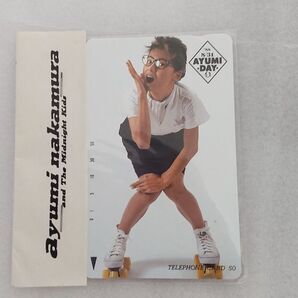 ayumi nakamura
and The Midnight Kids
8/31
AYUMI
·DAY·
TELEPHONE CARD 50